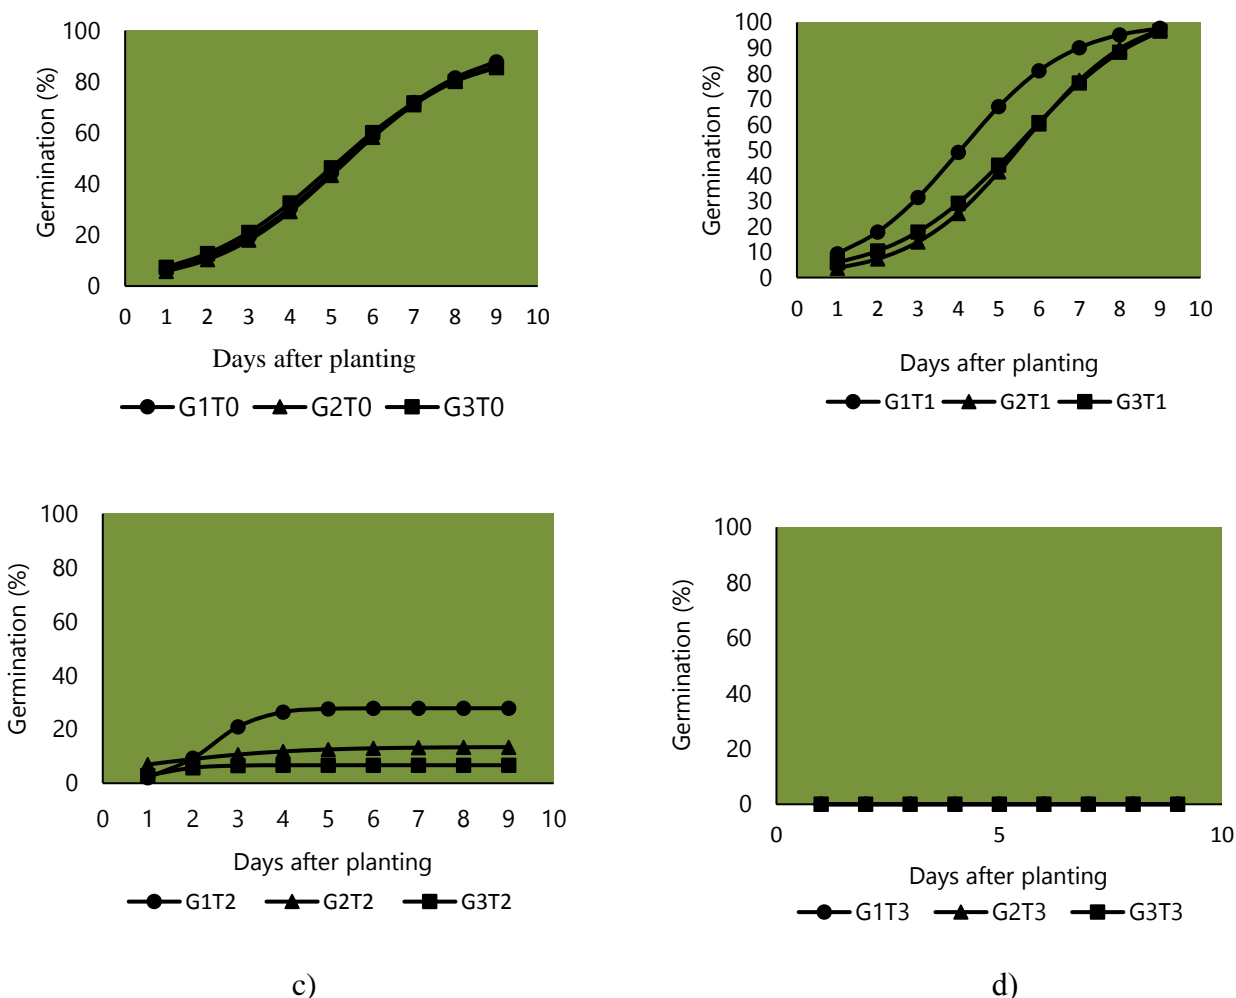 100
80
60
40
20
0
Germination (%)
0 1 2 3 4 5 6 7 8 9 10
Days after planting
G1T0 G2T0 G3T0
100
90
80
70
60
50
40
30
20
10
0
Germination (%)
0 1 2 3 4 5 6 7 8 9 10
Days after planting
G1T1 G2T1 G3T1
100
80
60
40
20
0
Germination (%)
0 1 2 3 4 5 6 7 8 9 10
Days after planting
G1T2 G2T2 G3T2
c)
100
80
60
40
20
0
Germination (%)
0 5 10
Days after planting
G1T3 G2T3 G3T3
d)